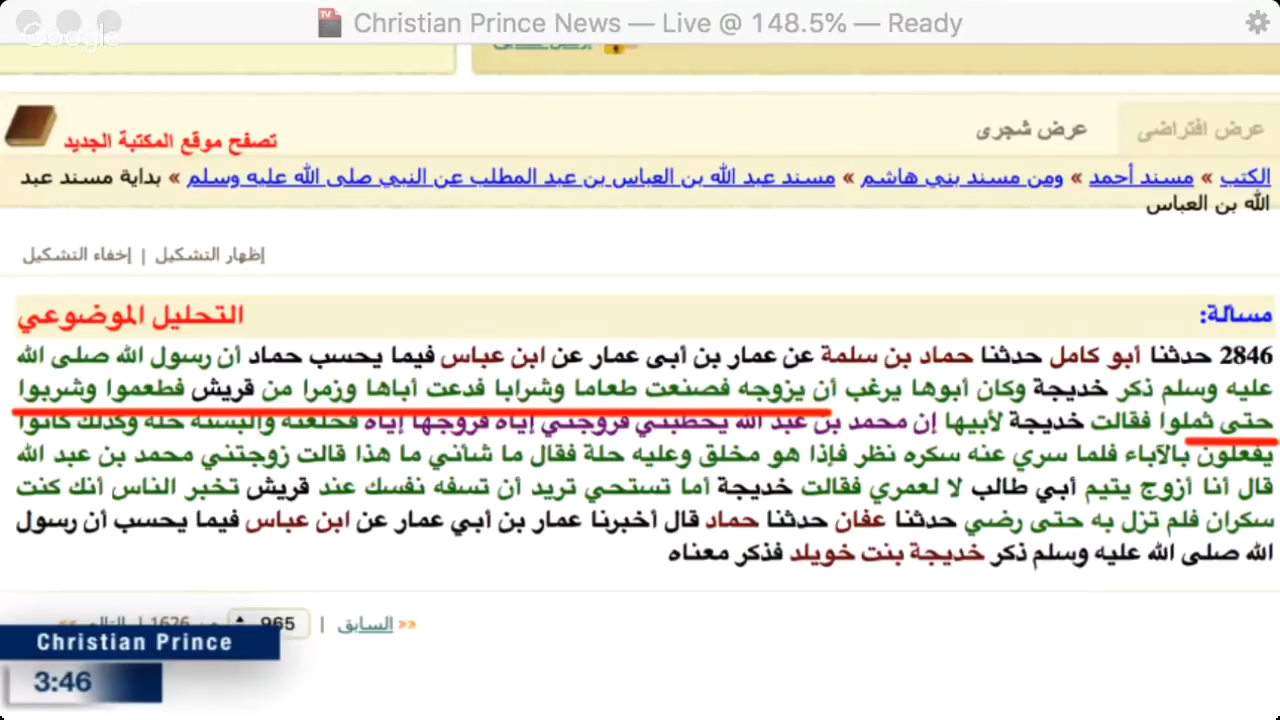 Christian Prince News — Live @ 148.5% — Ready
Google
عرض افتراضي عرض شجري
تصفح موقع المكتبة الجديد
الكتب » مسند أحمد » ومن مسند بني هاشم » مسند عبد الله بن العباس بن عبد المطلب عن النبي صلى الله عليه وسلم » بداية مسند عبد
الله بن العباس
إظهار التشكيل | إخفاء التشكيل
مسألة: التحليل الموضوعي
2846 حدثنا أبو كامل حدثنا حماد بن سلمة عن عمار بن أبي عمار عن ابن عباس فيما يحسب حماد أن رسول الله صلى الله
عليه وسلم ذكر خديجة وكان أبوها يرغب أن يزوجه فصنعت طعاما وشرابا فدعت أباها وزمرا من قريش فطعموا وشربوا
حتى ثملوا فقالت خديجة لأبيها إن محمد بن عبد الله يخطبني فزوجني إياه فزوجها إياه فخلعته وألبسته حلة وكذلك كانوا
يفعلون بالآباء فلما سري عنه سكره نظر فإذا هو مخلق وعليه حلة فقال ما شأني ما هذا قالت زوجتني محمد بن عبد الله
قال أنا أزوج يتيم أبي طالب لا لعمري فقالت خديجة أما تستحي تريد أن تسفه نفسك عند قريش تخبر الناس أنك كنت
سكران فلم تزل به حتى رضي حدثنا عفان حدثنا حماد قال أخبرنا عمار بن أبي عمار عن ابن عباس فيما يحسب أن رسول
الله صلى الله عليه وسلم ذكر خديجة بنت خويلد فذكر معناه
« السابق | 965 من 1626 | التالي »
Christian Prince
3:46